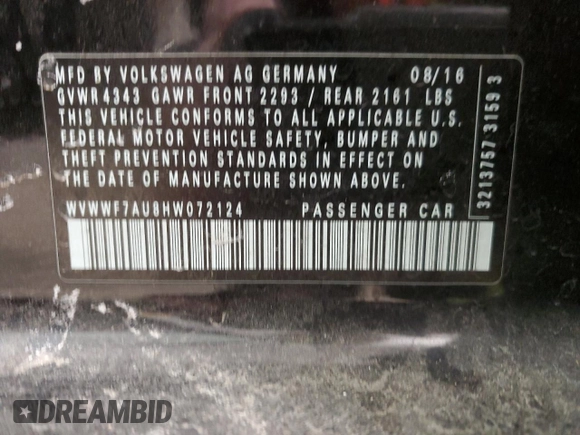 MFD BY VOLKSWAGEN AG GERMANY 08/16
GVWR 4343 GAWR FRONT 2293 / REAR 2161 LBS
THIS VEHICLE CONFORMS TO ALL APPLICABLE U.S.
FEDERAL MOTOR VEHICLE SAFETY, BUMPER AND
THEFT PREVENTION STANDARDS IN EFFECT ON
THE DATE OF MANUFACTURE SHOWN ABOVE.
WVWWF7AU8HW072124 PASSENGER CAR
3213757 3159 3
DREAMBID